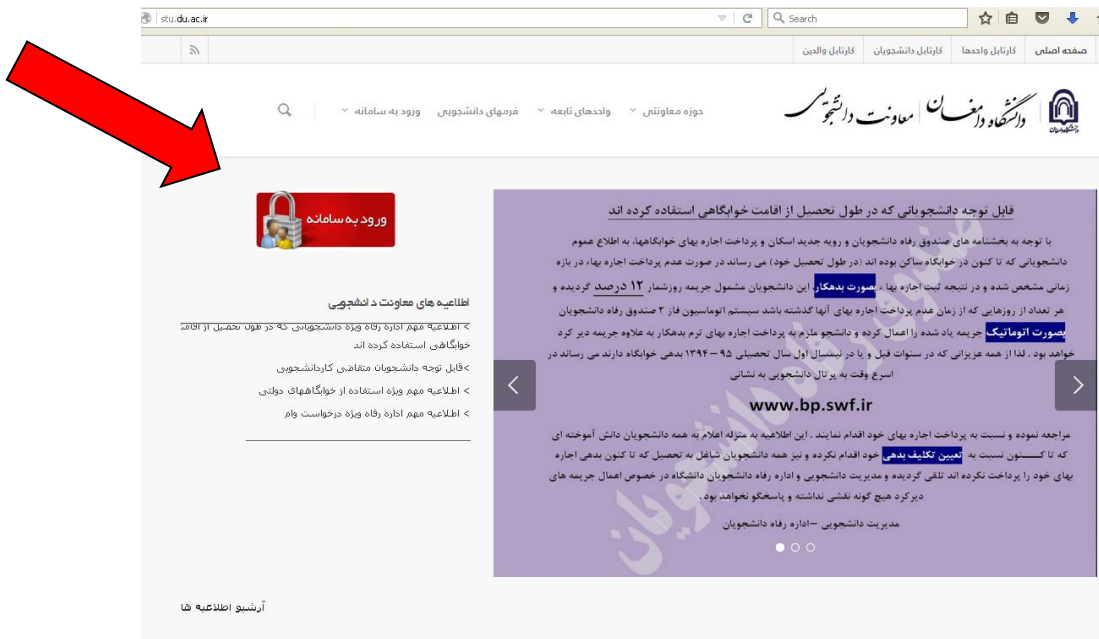 stu.du.ac.ir
Search
صفحه اصلی کارتابل واحدها کارتابل دانشجویان کارتابل والدین
دانشگاه دامغان معاونت دانشجویی
حوزه معاونتی واحدهای تابعه فرمهای دانشجویی ورود به سامانه
قابل توجه دانشجویانی که در طول تحصیل از اقامت خوابگاهی استفاده کرده اند
با توجه به بخشنامه های صندوق رفاه دانشجویان و رویه جدید اسکان و پرداخت اجاره بهای خوابگاهها، به اطلاع عموم
دانشجویانی که تا کنون در خوابگاه ساکن بوده اند (در طول تحصیل خود) می رساند در صورت عدم پرداخت اجاره بهاء در بازه
زمانی مشخص شده و در نتیجه ثبت اجاره بها ، بصورت بدهکار، این دانشجویان مشمول جریمه روزشمار ۱۲ درصد گردیده و
هر تعداد از روزهایی که از زمان عدم پرداخت اجاره بهای آنها گذشته باشد سیستم اتوماسیون فاز ۲ صندوق رفاه دانشجویان
بصورت اتوماتیک جریمه یاد شده را اعمال کرده و دانشجو ملزم به پرداخت اجاره بهای ترم بدهکار به علاوه جریمه دیر کرد
خواهد بود . لذا از همه عزیزانی که در سنوات قبل و یا در نیمسال اول سال تحصیلی ۹۵ – ۱۳۹۴ بدهی خوابگاه دارند می رساند در
اسرع وقت به پرتال دانشجویی به نشانی
www.bp.swf.ir
مراجعه نموده و نسبت به پرداخت اجاره بهای خود اقدام نمایند . این اطلاعیه به منزله اعلام به همه دانشجویان دانش آموخته ای
که تا کـــــنون نسبت به تعیین تکلیف بدهی خود اقدام نکرده و نیز همه دانشجویان شاغل به تحصیل که تا کنون بدهی اجاره
بهای خود را پرداخت نکرده اند تلقی گردیده و مدیریت دانشجویی و اداره رفاه دانشجویان دانشگاه در خصوص اعمال جریمه های
دیرکرد هیچ گونه نقشی نداشته و پاسخگو نخواهد بود .
مدیریت دانشجویی –اداره رفاه دانشجویان
صندوق رفاه دانشجویان
ورود به سامانه
اطلاعیه های معاونت دانشجویی
> اطلاعیه مهم اداره رفاه ویژه دانشجویانی که در طول تحصیل از اقامت
خوابگاهی استفاده کرده اند
>قابل توجه دانشجویان متقاضی کاردانشجویی
> اطلاعیه مهم ویژه استفاده از خوابگاههای دولتی
> اطلاعیه مهم اداره رفاه ویژه درخواست وام
آرشیو اطلاعیه ها